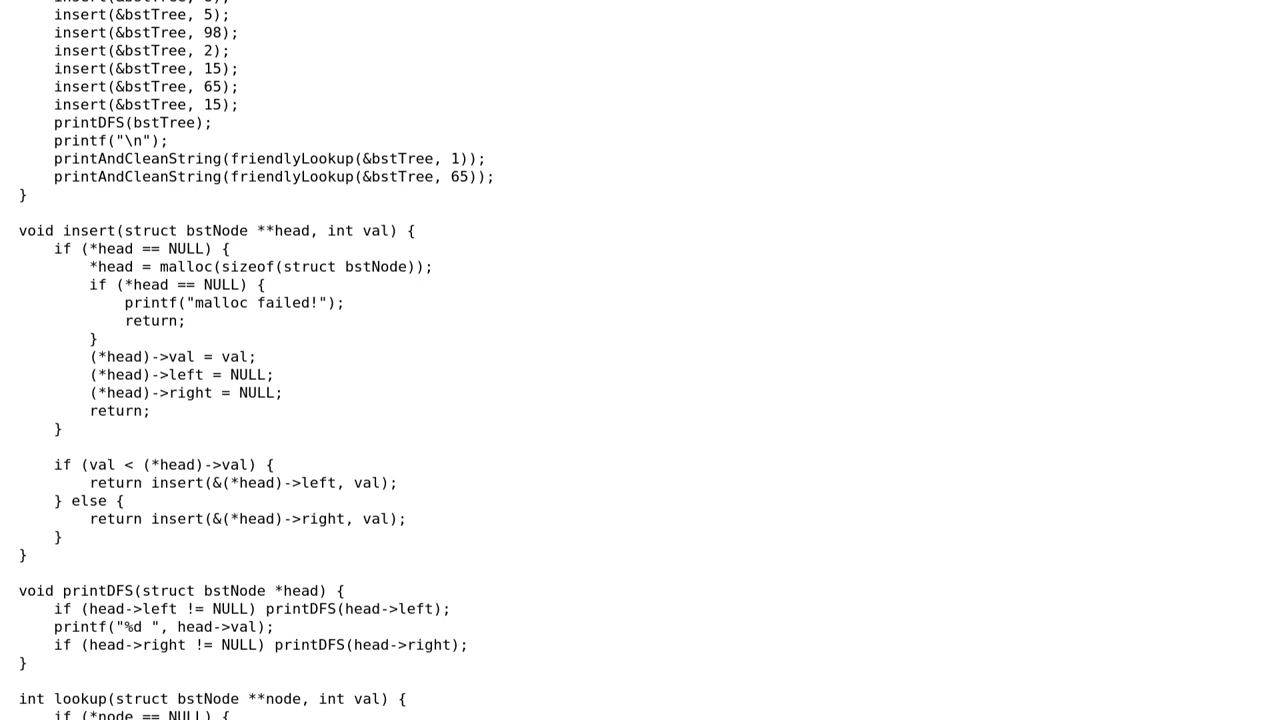 insert(&bstTree, 5);
    insert(&bstTree, 98);
    insert(&bstTree, 2);
    insert(&bstTree, 15);
    insert(&bstTree, 65);
    insert(&bstTree, 15);
    printDFS(bstTree);
    printf("\n");
    printAndCleanString(friendlyLookup(&bstTree, 1));
    printAndCleanString(friendlyLookup(&bstTree, 65));
}

void insert(struct bstNode **head, int val) {
    if (*head == NULL) {
        *head = malloc(sizeof(struct bstNode));
        if (*head == NULL) {
            printf("malloc failed!");
            return;
        }
        (*head)->val = val;
        (*head)->left = NULL;
        (*head)->right = NULL;
        return;
    }

    if (val < (*head)->val) {
        return insert(&(*head)->left, val);
    } else {
        return insert(&(*head)->right, val);
    }
}

void printDFS(struct bstNode *head) {
    if (head->left != NULL) printDFS(head->left);
    printf("%d ", head->val);
    if (head->right != NULL) printDFS(head->right);
}

int lookup(struct bstNode **node, int val) {
    if (*node == NULL) {